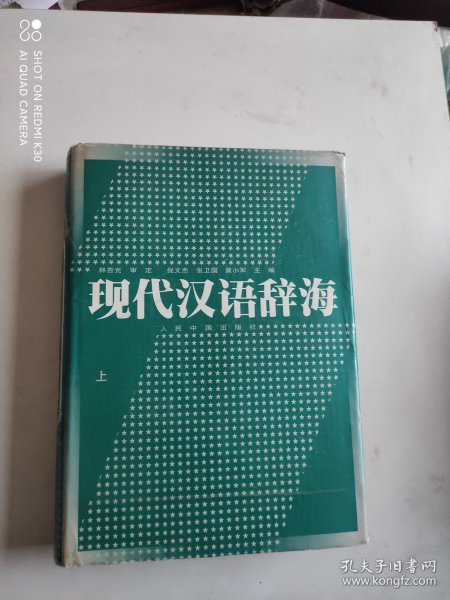 SHOT ON REDMI K30
AI QUAD CAMERA
林杏光 审定 倪文杰 张卫国 冀小军 主编
现代汉语辞海
人民中国出版社
上
孔夫子旧书网
www.kongfz.com